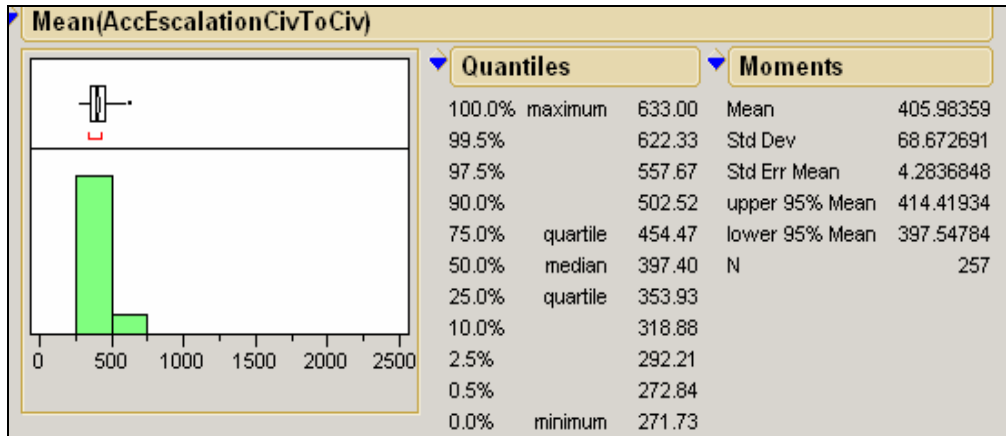 Mean(AccEscalationCivToCiv)
0 500 1000 1500 2000 2500
Quantiles
100.0% maximum 633.00
99.5% 622.33
97.5% 557.67
90.0% 502.52
75.0% quartile 454.47
50.0% median 397.40
25.0% quartile 353.93
10.0% 318.88
2.5% 292.21
0.5% 272.84
0.0% minimum 271.73
Moments
Mean 405.98359
Std Dev 68.672691
Std Err Mean 4.2836848
upper 95% Mean 414.41934
lower 95% Mean 397.54784
N 257